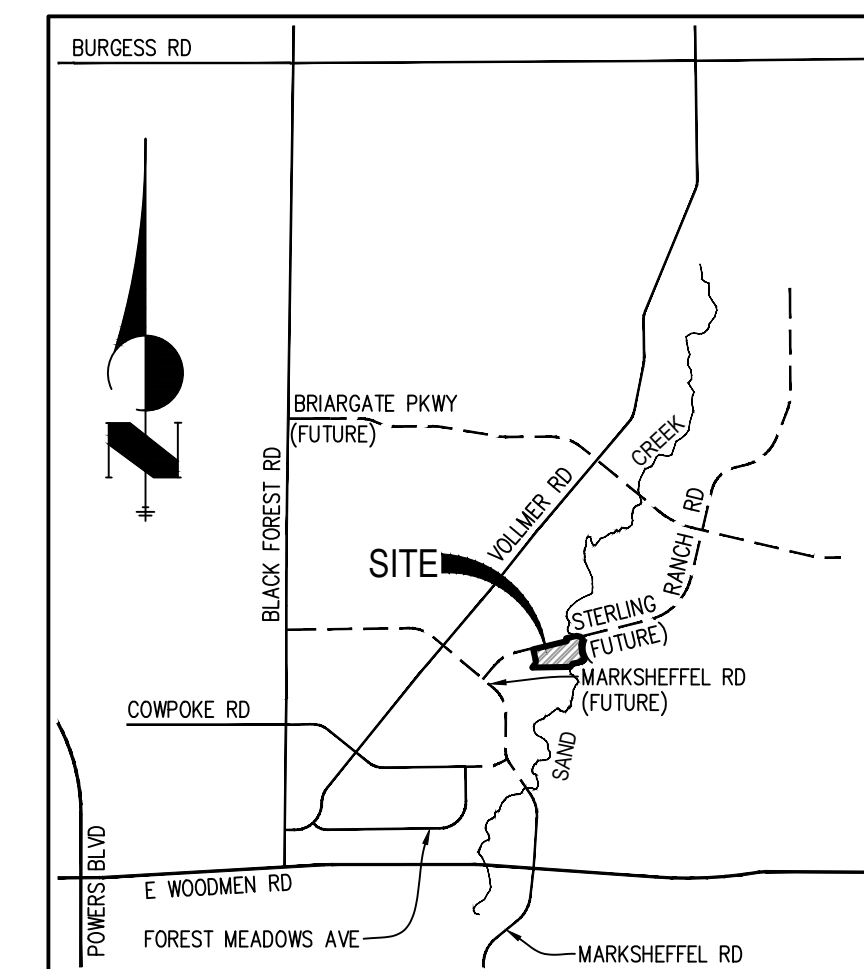 BURGESS RD
N
BRIARGATE PKWY
(FUTURE)
CREEK
BLACK FOREST RD
VOLLMER RD
RANCH RD
SITE
STERLING
(FUTURE)
MARKSHEFFEL RD
(FUTURE)
COWPOKE RD
SAND
POWERS BLVD
E WOODMEN RD
FOREST MEADOWS AVE
MARKSHEFFEL RD